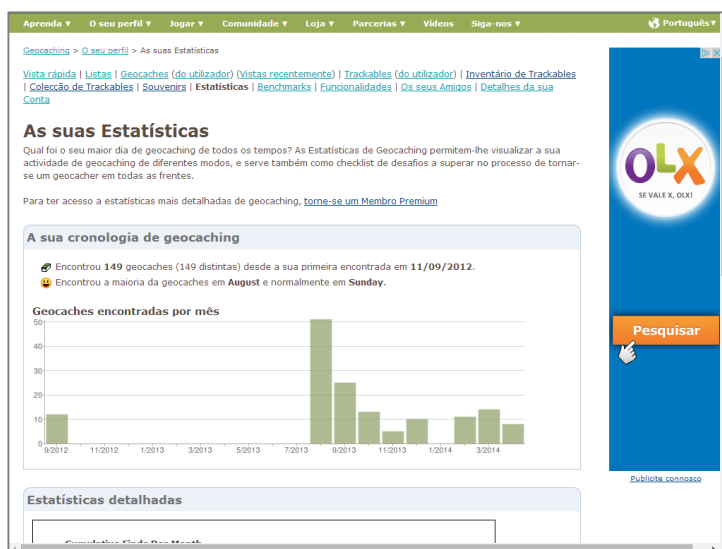 Aprenda ▼ O seu perfil ▼ Jogar ▼ Comunidade ▼ Loja ▼ Parcerias ▼ Vídeos Siga-nos ▼ Português ▼
Geocaching > O seu perfil > As suas Estatísticas
Vista rápida | Listas | Geocaches (do utilizador) (Vistas recentemente) | Trackables (do utilizador) | Inventário de Trackables
| Colecção de Trackables | Souvenirs | Estatísticas | Benchmarks | Funcionalidades | Os seus Amigos | Detalhes da sua
Conta
As suas Estatísticas
Qual foi o seu maior dia de geocaching de todos os tempos? As Estatísticas de Geocaching permitem-lhe visualizar a sua
actividade de geocaching de diferentes modos, e serve também como checklist de desafios a superar no processo de tornar-
se um geocacher em todas as frentes.
Para ter acesso a estatísticas mais detalhadas de geocaching, torne-se um Membro Premium
A sua cronologia de geocaching
Encontrou 149 geocaches (149 distintas) desde a sua primeira encontrada em 11/09/2012.
Encontrou a maioria da geocaches em August e normalmente em Sunday.
Geocaches encontradas por mês
50
40
30
20
10
0
9/2012 11/2012 1/2013 3/2013 5/2013 7/2013 9/2013 11/2013 1/2014 3/2014
Estatísticas detalhadas
Cumulative Finds Per Month
OLX
SE VALE X, OLX!
Pesquisar
Publicite connosco